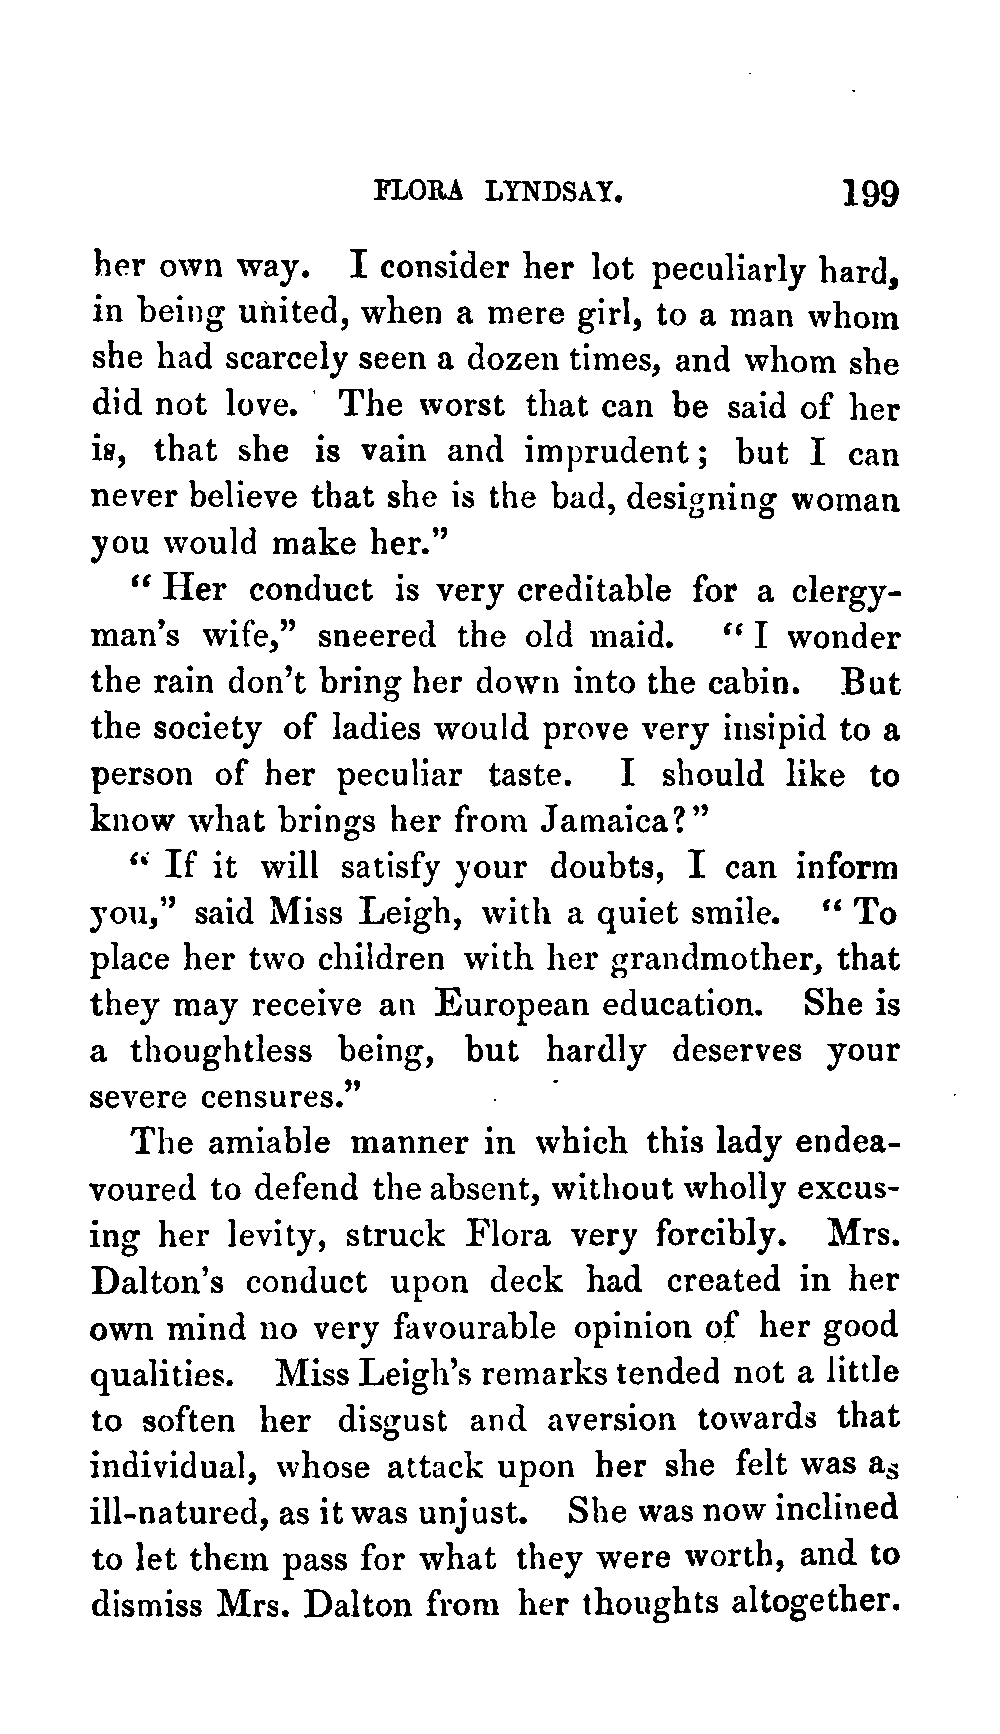 FLORA LYNDSAY. 199
her own way. I consider her lot peculiarly hard,
in being united, when a mere girl, to a man whom
she had scarcely seen a dozen times, and whom she
did not love. The worst that can be said of her
is, that she is vain and imprudent; but I can
never believe that she is the bad, designing woman
you would make her.”
“Her conduct is very creditable for a clergy-
man’s wife,” sneered the old maid. “I wonder
the rain don’t bring her down into the cabin. But
the society of ladies would prove very insipid to a
person of her peculiar taste. I should like to
know what brings her from Jamaica?”
“If it will satisfy your doubts, I can inform
you,” said Miss Leigh, with a quiet smile. “To
place her two children with her grandmother, that
they may receive an European education. She is
a thoughtless being, but hardly deserves your
severe censures.”
The amiable manner in which this lady endea-
voured to defend the absent, without wholly excus-
ing her levity, struck Flora very forcibly. Mrs.
Dalton’s conduct upon deck had created in her
own mind no very favourable opinion of her good
qualities. Miss Leigh’s remarks tended not a little
to soften her disgust and aversion towards that
individual, whose attack upon her she felt was as
ill-natured, as it was unjust. She was now inclined
to let them pass for what they were worth, and to
dismiss Mrs. Dalton from her thoughts altogether.